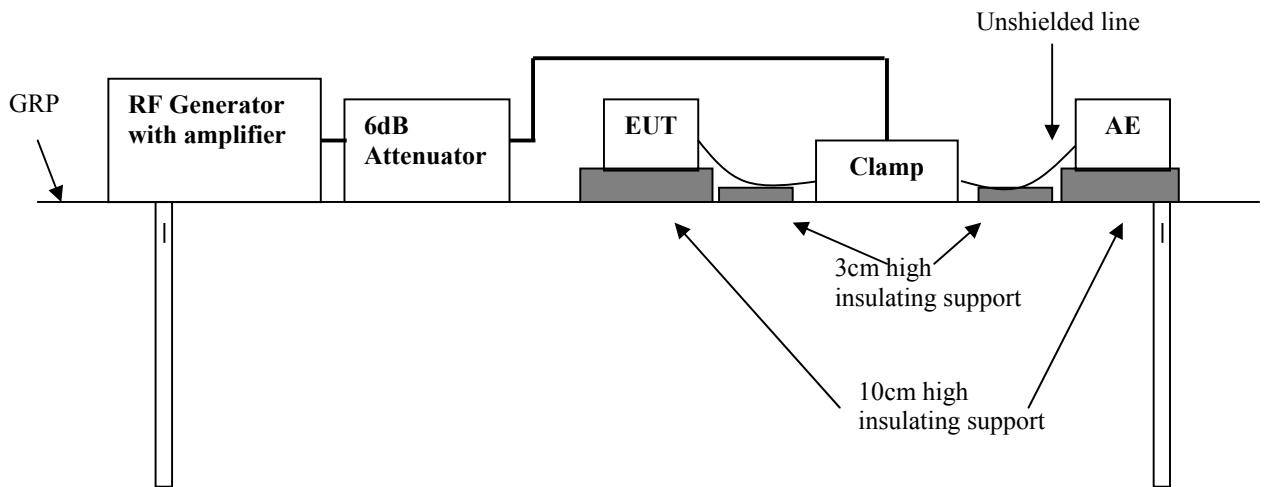 Unshielded line
GRP
RF Generator
with amplifier
6dB
Attenuator
EUT
Clamp
AE
3cm high
insulating support
10cm high
insulating support